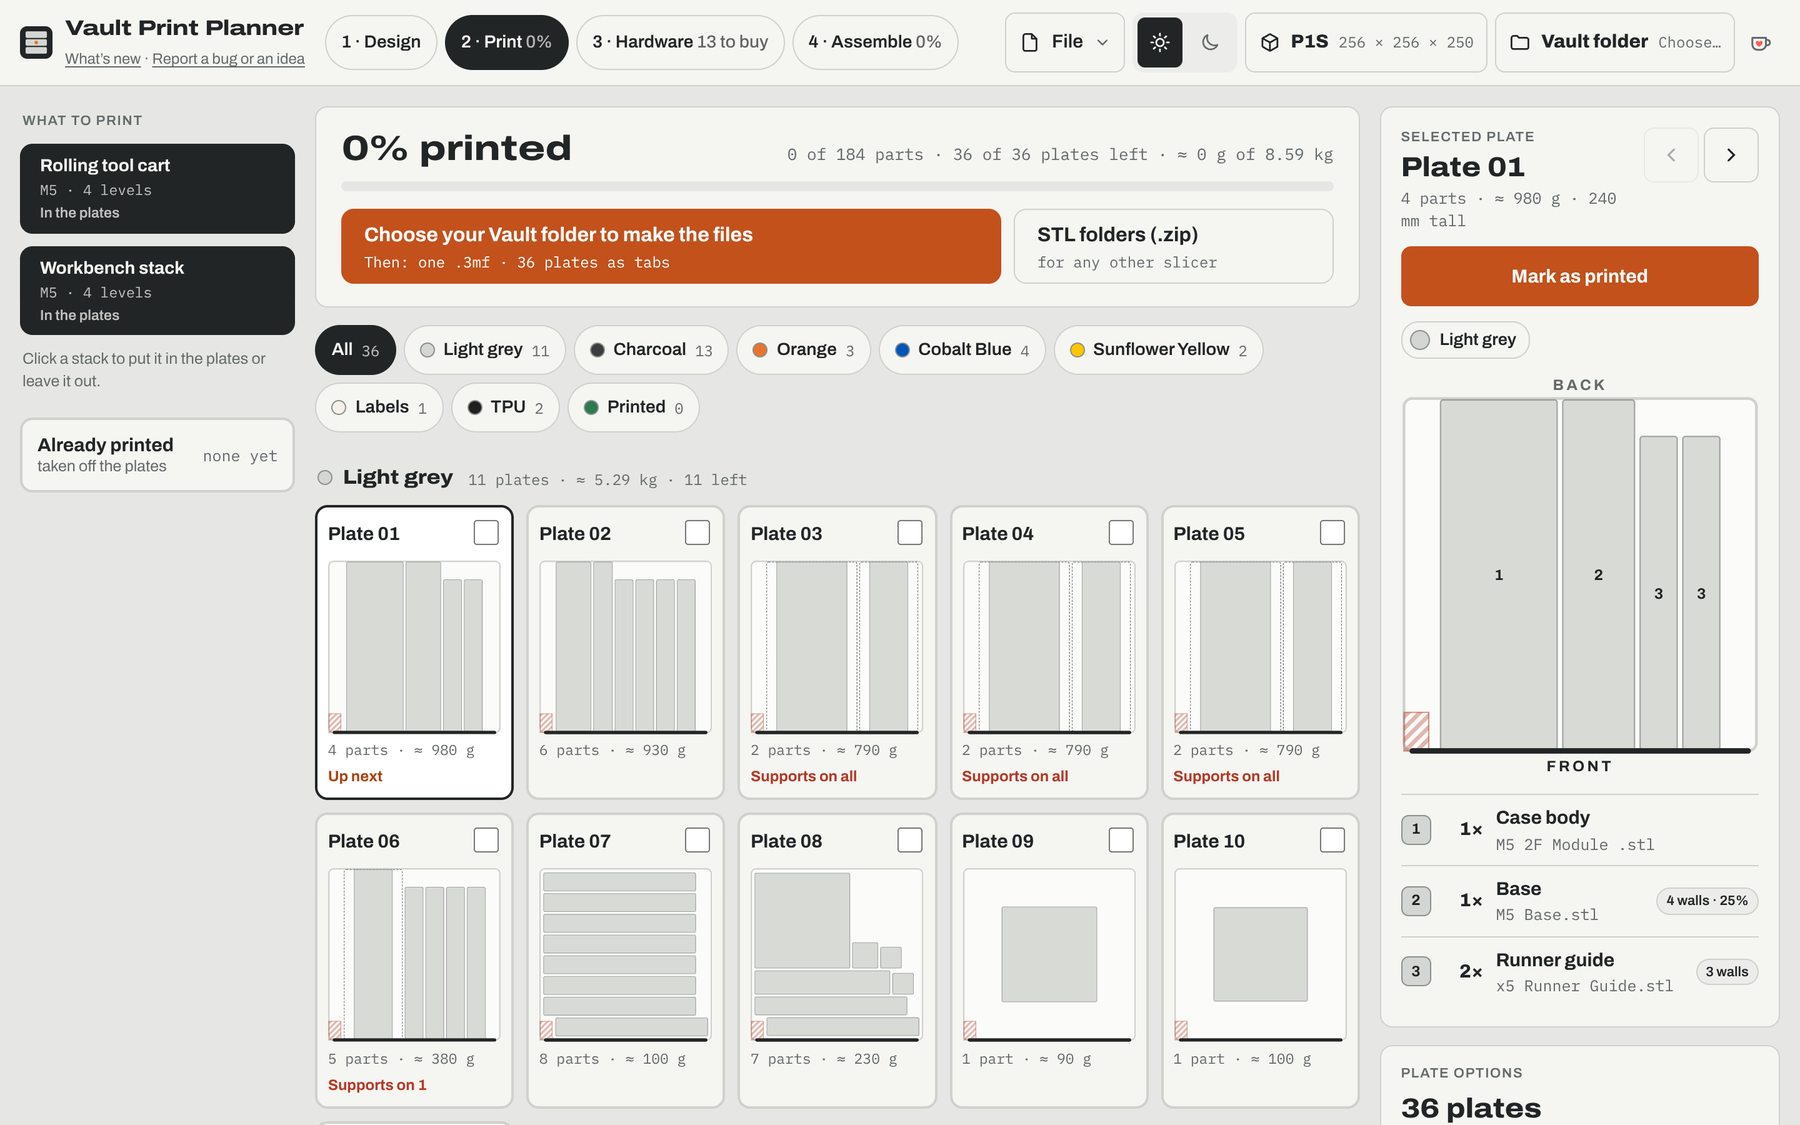 Vault Print Planner
What's new · Report a bug or an idea
1 · Design
2 · Print 0%
3 · Hardware 13 to buy
4 · Assemble 0%
File
P1S 256 × 256 × 250
Vault folder Choose…
WHAT TO PRINT
Rolling tool cart
M5 · 4 levels
In the plates
Workbench stack
M5 · 4 levels
In the plates
Click a stack to put it in the plates or
leave it out.
Already printed
taken off the plates
none yet
0% printed
0 of 184 parts · 36 of 36 plates left · ≈ 0 g of 8.59 kg
Choose your Vault folder to make the files
Then: one .3mf · 36 plates as tabs
STL folders (.zip)
for any other slicer
All 36
Light grey 11
Charcoal 13
Orange 3
Cobalt Blue 4
Sunflower Yellow 2
Labels 1
TPU 2
Printed 0
Light grey 11 plates · ≈ 5.29 kg · 11 left
Plate 01
4 parts · ≈ 980 g
Up next
Plate 02
6 parts · ≈ 930 g
Plate 03
2 parts · ≈ 790 g
Supports on all
Plate 04
2 parts · ≈ 790 g
Supports on all
Plate 05
2 parts · ≈ 790 g
Supports on all
Plate 06
5 parts · ≈ 380 g
Supports on 1
Plate 07
8 parts · ≈ 100 g
Plate 08
7 parts · ≈ 230 g
Plate 09
1 part · ≈ 90 g
Plate 10
1 part · ≈ 100 g
SELECTED PLATE
Plate 01
4 parts · ≈ 980 g · 240
mm tall
Mark as printed
Light grey
BACK
1
2
3
3
FRONT
1 1× Case body
M5 2F Module .stl
2 1× Base
M5 Base.stl
4 walls · 25%
3 2× Runner guide
x5 Runner Guide.stl
3 walls
PLATE OPTIONS
36 plates